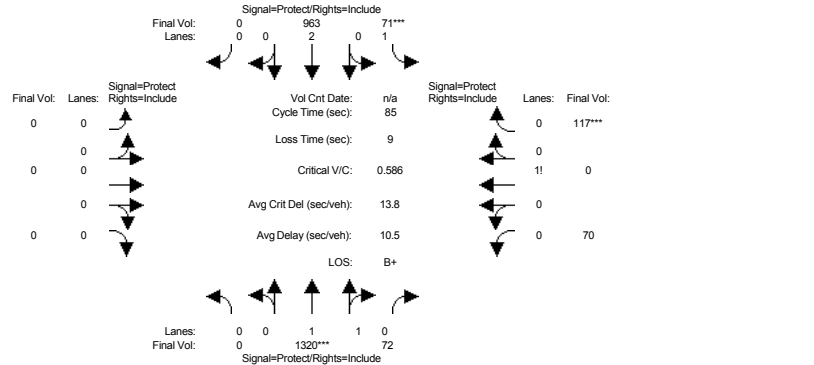 Signal=Protect/Rights=Include
Final Vol: 0 963 71***
Lanes: 0 0 2 0 1
Signal=Protect Signal=Protect
Final Vol: Lanes: Rights=Include Vol Cnt Date: n/a Rights=Include Lanes: Final Vol:
Cycle Time (sec): 85
0 0 0 117***
Loss Time (sec): 9
0 0
0 0 Critical V/C: 0.586 1! 0
0 Avg Crit Del (sec/veh): 13.8 0
0 0 Avg Delay (sec/veh): 10.5 0 70
LOS: B+
Lanes: 0 0 1 1 0
Final Vol: 0 1320*** 72
Signal=Protect/Rights=Include